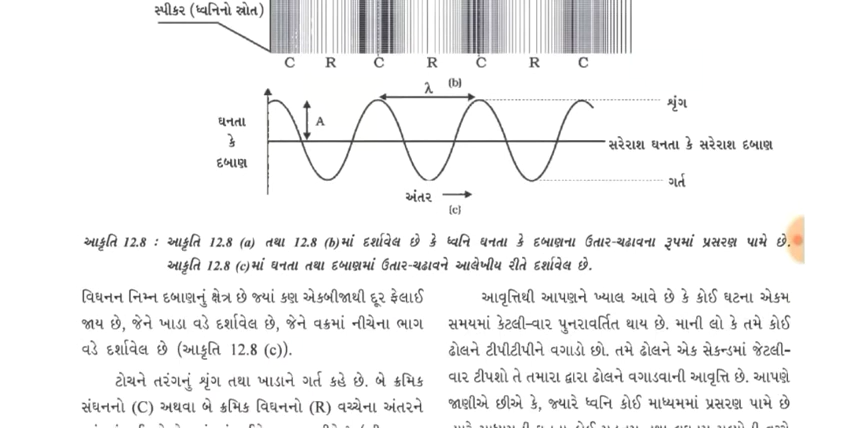 સ્પીકર (ધ્વનિનો સ્રોત)
C R C R C R C
(b)
λ
શૃંગ
ઘનતા
કે
દબાણ
A
સરેરાશ ઘનતા કે સરેરાશ દબાણ
ગર્ત
અંતર
(c)
આકૃતિ 12.8 : આકૃતિ 12.8 (a) તથા 12.8 (b)માં દર્શાવેલ છે કે ધ્વનિ ઘનતા કે દબાણના ઉતાર-ચઢાવના રૂપમાં પ્રસરણ પામે છે.
આકૃતિ 12.8 (c)માં ઘનતા તથા દબાણમાં ઉતાર-ચઢાવને આલેખીય રીતે દર્શાવેલ છે.
વિઘનન નિમ્ન દબાણનું ક્ષેત્ર છે જ્યાં કણ એકબીજાથી દૂર ફેલાઈ
જાય છે, જેને ખાડા વડે દર્શાવેલ છે, જેને વક્રમાં નીચેના ભાગ
વડે દર્શાવેલ છે (આકૃતિ 12.8 (c)).
ટોચને તરંગનું શૃંગ તથા ખાડાને ગર્ત કહે છે. બે ક્રમિક
સંઘનનો (C) અથવા બે ક્રમિક વિઘનનો (R) વચ્ચેના અંતરને
આવૃત્તિથી આપણને ખ્યાલ આવે છે કે કોઈ ઘટના એકમ
સમયમાં કેટલી-વાર પુનરાવર્તિત થાય છે. માની લો કે તમે કોઈ
ઢોલને ટીપીટીપીને વગાડો છો. તમે ઢોલને એક સેકન્ડમાં જેટલી-
વાર ટીપશો તે તમારા દ્વારા ઢોલને વગાડવાની આવૃત્તિ છે. આપણે
જાણીએ છીએ કે, જ્યારે ધ્વનિ કોઈ માધ્યમમાં પ્રસરણ પામે છે